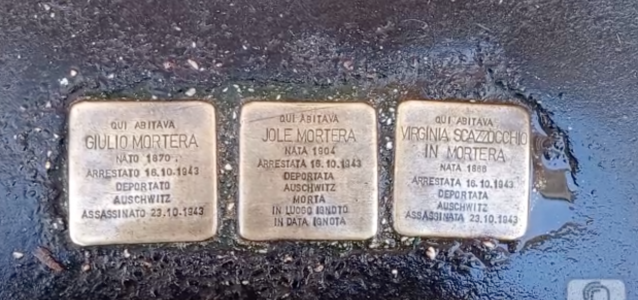 QUI ABITAVA
GIULIO MORTERA
NATO 1870
ARRESTATO 16.10.1943
DEPORTATO
AUSCHWITZ
ASSASSINATO 23.10.1943
QUI ABITAVA
JOLE MORTERA
NATA 1904
ARRESTATA 16.10.1943
DEPORTATA
AUSCHWITZ
MORTA
IN LUOGO IGNOTO
IN DATA IGNOTA
QUI ABITAVA
VIRGINIA SCAZZOCCHIO
IN MORTERA
NATA 1866
ARRESTATA 16.10.1943
DEPORTATA
AUSCHWITZ
ASSASSINATA 23.10.1943